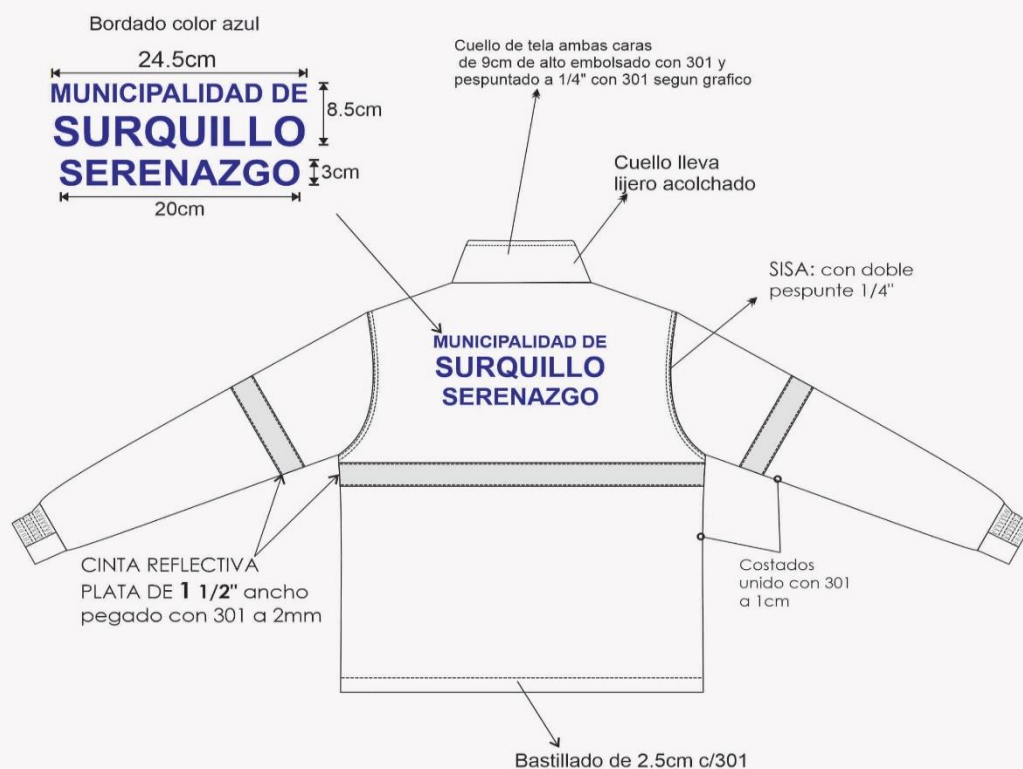 Bordado color azul
24.5cm
MUNICIPALIDAD DE
SURQUILLO
8.5cm
SERENAZGO
3cm
20cm
Cuello de tela ambas caras
de 9cm de alto embolsado con 301 y
pespuntado a 1/4" con 301 segun grafico
Cuello lleva
lijero acolchado
SISA: con doble
pespunte 1/4"
MUNICIPALIDAD DE
SURQUILLO
SERENAZGO
CINTA REFLECTIVA
PLATA DE 1 1/2" ancho
pegado con 301 a 2mm
Costados
unido con 301
a 1cm
Bastillado de 2.5cm c/301